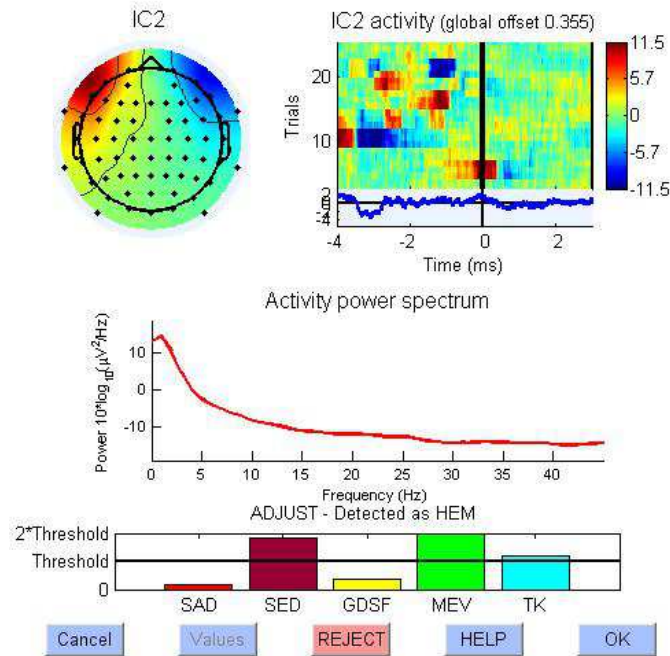 IC2
IC2 activity (global offset 0.355)
Trials
20
10
0
-4
-4
-2
0
2
Time (ms)
11.5
5.7
0
-5.7
-11.5
Activity power spectrum
Power 10*log10(μV2/Hz)
10
0
-10
0
5
10
15
20
25
30
35
40
Frequency (Hz)
ADJUST - Detected as HEM
2*Threshold
Threshold
0
SAD
SED
GDSF
MEV
TK
Cancel
Values
REJECT
HELP
OK